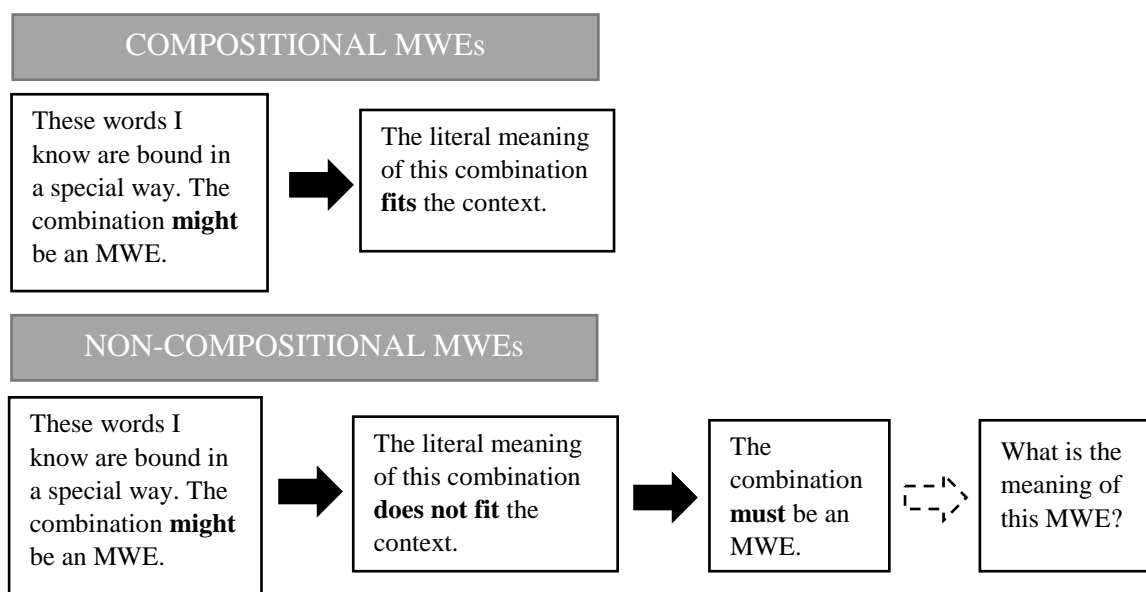 COMPOSITIONAL MWEs
These words I
know are bound in
a special way. The
combination might
be an MWE.
The literal meaning
of this combination
fits the context.
NON-COMPOSITIONAL MWEs
These words I
know are bound in
a special way. The
combination might
be an MWE.
The literal meaning
of this combination
does not fit the
context.
The
combination
must be an
MWE.
What is the
meaning of
this MWE?